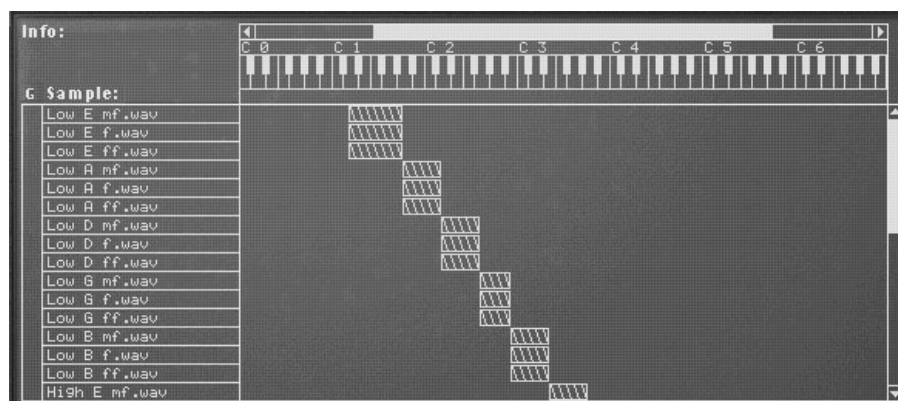 Info:
C 0 C 1 C 2 C 3 C 4 C 5 C 6
G Sample:
Low E mf.wav
Low E f.wav
Low E ff.wav
Low A mf.wav
Low A f.wav
Low A ff.wav
Low D mf.wav
Low D f.wav
Low D ff.wav
Low G mf.wav
Low G f.wav
Low G ff.wav
Low B mf.wav
Low B f.wav
Low B ff.wav
High E mf.wav